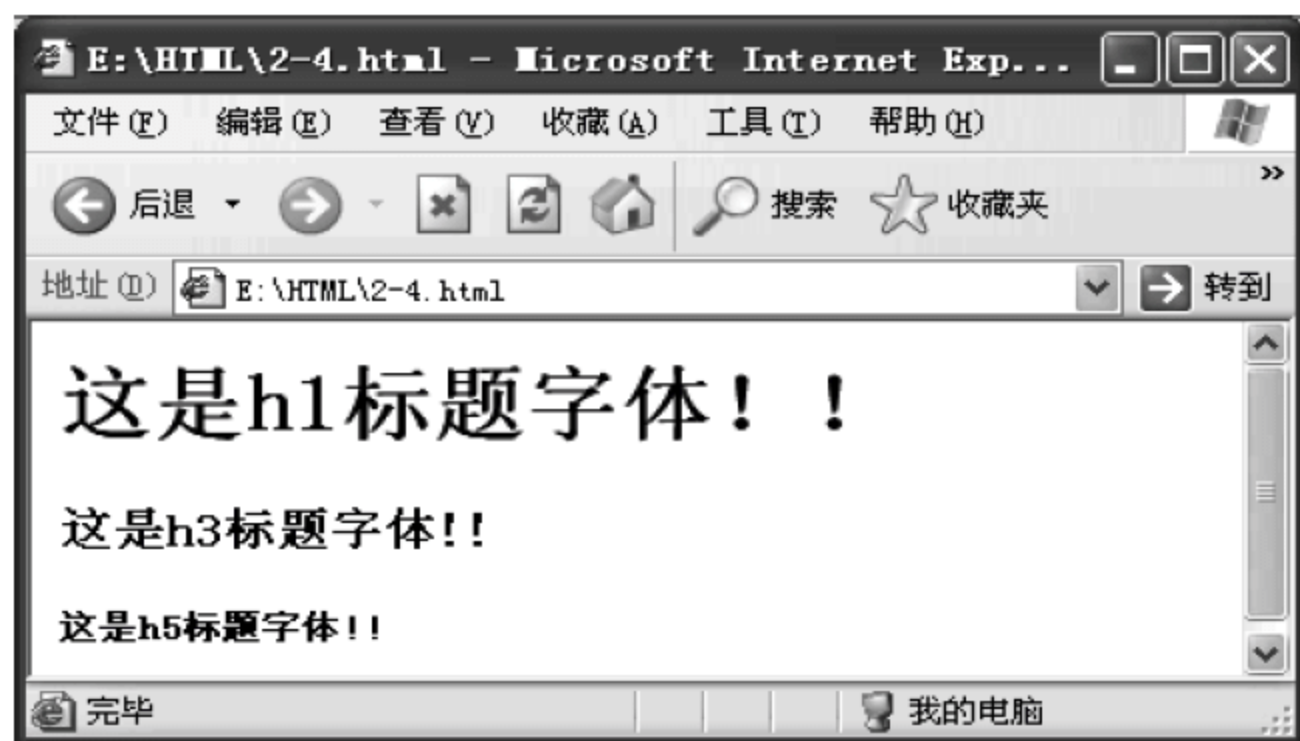 E:\HTML\2-4.html - Microsoft Internet Exp...
文件(F) 编辑(E) 查看(V) 收藏(A) 工具(T) 帮助(H)
后退 搜索 收藏夹 »
地址(D) E:\HTML\2-4.html 转到
这是h1标题字体！！
这是h3标题字体!!
这是h5标题字体!!
完毕 我的电脑